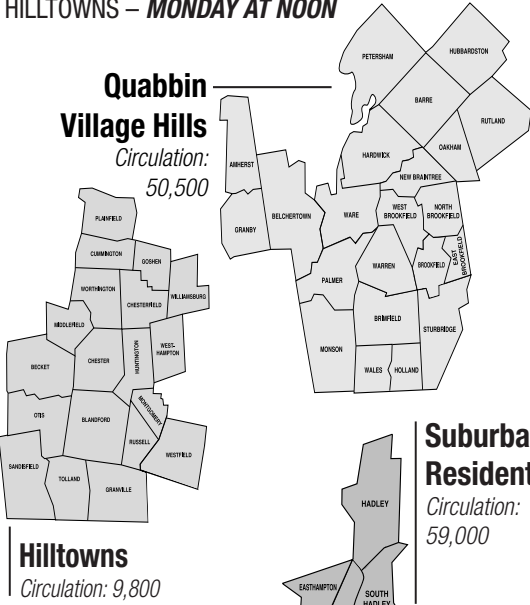 HILLTOWNS – MONDAY AT NOON
Quabbin
Village Hills
Circulation:
50,500
PETERSHAM
HUBBARDSTON
BARRE
RUTLAND
OAKHAM
HARDWICK
NEW BRAINTREE
AMHERST
BELCHERTOWN
WARE
WEST
BROOKFIELD
NORTH
BROOKFIELD
GRANBY
PALMER
WARREN
BROOKFIELD
EAST
BROOKFIELD
BRIMFIELD
STURBRIDGE
MONSON
WALES
HOLLAND
PLAINFIELD
CUMMINGTON
GOSHEN
WORTHINGTON
CHESTERFIELD
WILLIAMSBURG
MIDDLEFIELD
CHESTER
HUNTINGTON
WEST-
HAMPTON
BECKET
MONTGOMERY
OTIS
BLANDFORD
RUSSELL
WESTFIELD
SANDISFIELD
TOLLAND
GRANVILLE
Hilltowns
Circulation: 9,800
Suburba
Resident
Circulation:
59,000
HADLEY
EASTHAMPTON
SOUTH
HADLEY